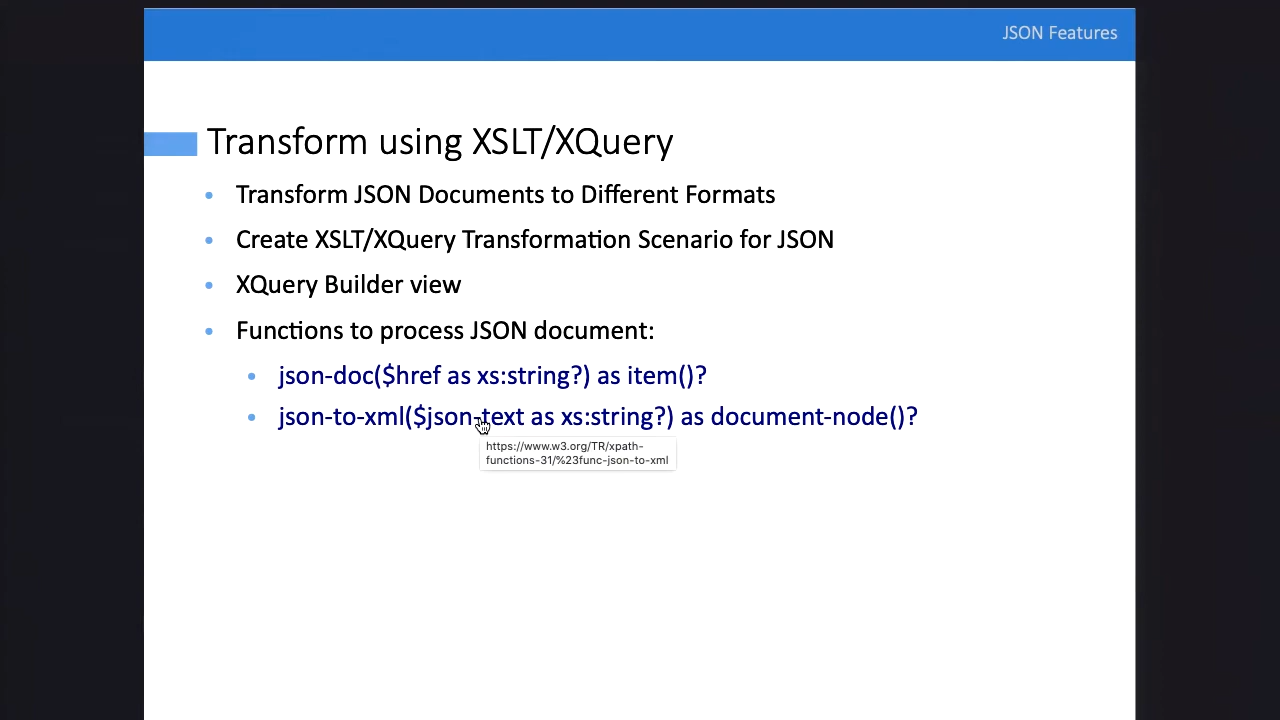 JSON Features
Transform using XSLT/XQuery
Transform JSON Documents to Different Formats
Create XSLT/XQuery Transformation Scenario for JSON
XQuery Builder view
Functions to process JSON document:
json-doc($href as xs:string?) as item()?
json-to-xml($json-text as xs:string?) as document-node()?
https://www.w3.org/TR/xpath-
functions-31/%23func-json-to-xml